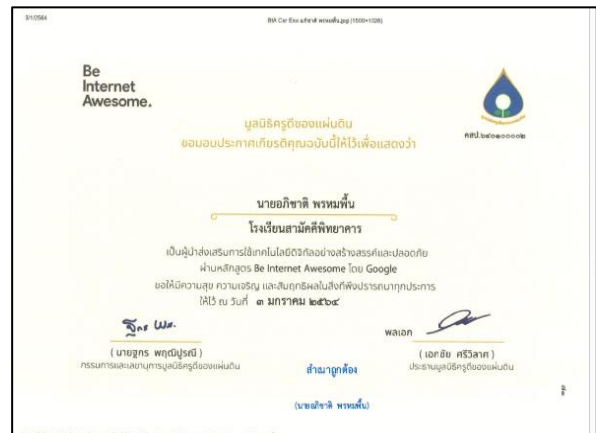 3/1/2564
BIA Cer Exe อภิชาติ พรหมพื้น.jpg (1500×1026)
Be
Internet
Awesome.
มูลนิธิครูดีของแผ่นดิน
ขอมอบประกาศเกียรติคุณฉบับนี้ให้ไว้เพื่อแสดงว่า
นายอภิชาติ พรหมพื้น
โรงเรียนสามัคคีพิทยาคาร
เป็นผู้นำส่งเสริมการใช้เทคโนโลยีดิจิทัลอย่างสร้างสรรค์และปลอดภัย
ผ่านหลักสูตร Be Internet Awesome โดย Google
ขอให้มีความสุข ความเจริญ และสัมฤทธิผลในสิ่งที่พึงปรารถนาทุกประการ
ให้ไว้ ณ วันที่ ๓ มกราคม ๒๕๖๔
พลเอก
( นายฐกร พฤฒิปูรณี )
กรรมการและเลขานุการมูลนิธิครูดีของแผ่นดิน
( เอกชัย ศรีวิลาศ )
ประธานมูลนิธิครูดีของแผ่นดิน
สำเนาถูกต้อง
(นายอภิชาติ พรหมพื้น)